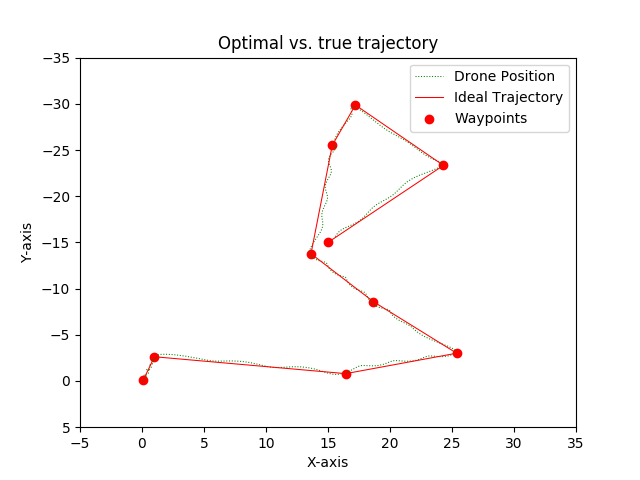 Optimal vs. true trajectory
Drone Position
Ideal Trajectory
Waypoints
Y-axis
−35
−30
−25
−20
−15
−10
−5
0
5
−5 0 5 10 15 20 25 30 35
X-axis